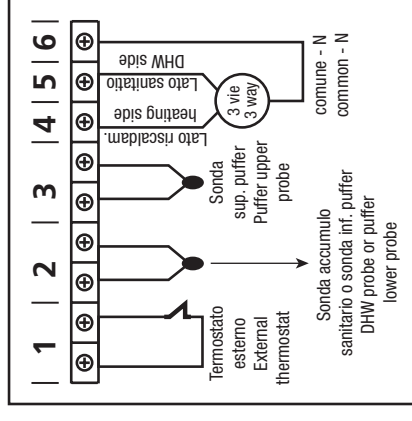 1
2
3
4
5
6
Termostato
esterno
External
thermostat
Sonda accumulo
sanitario o sonda inf. puffer
DHW probe or puffer
lower probe
Sonda
sup. puffer
Puffer upper
probe
Lato riscaldam.
heating side
Lato sanitatio
DHW side
3 vie
3 way
comune - N
common - N